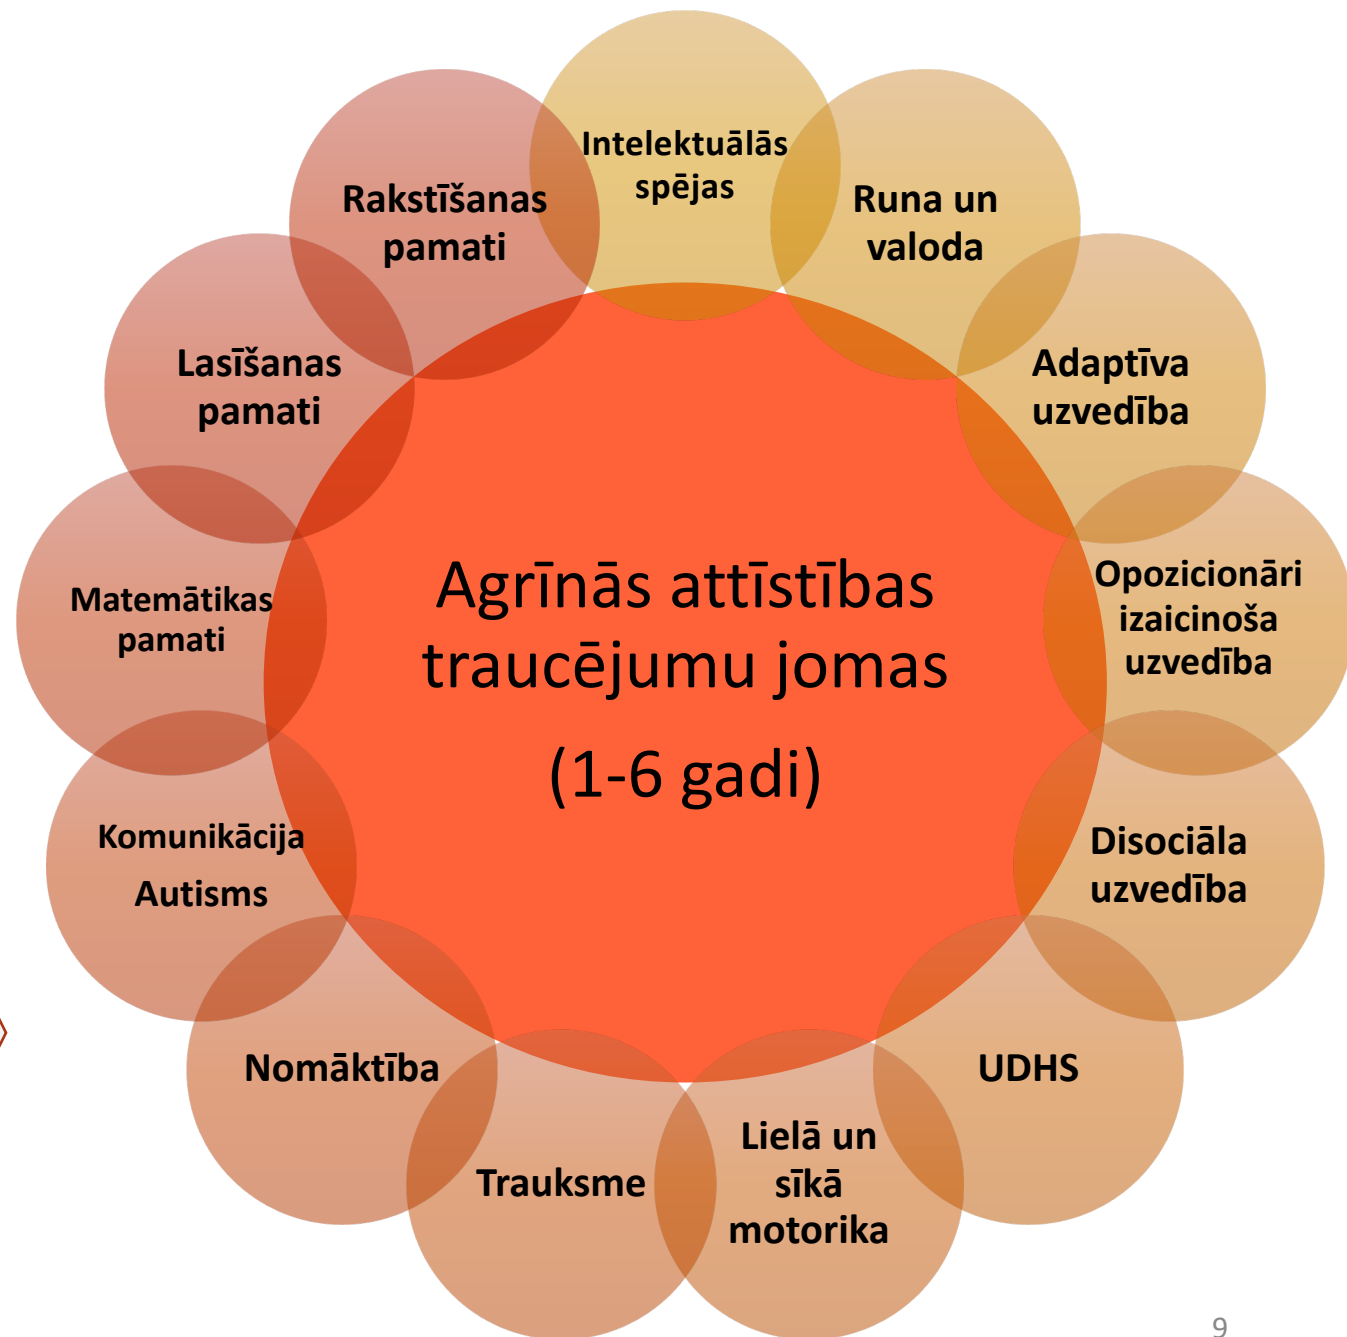 Agrīnās attīstības
traucējumu jomas
(1-6 gadi)
Intelektuālās
spējas
Runa un
valoda
Adaptīva
uzvedība
Opozicionāri
izaicinoša
uzvedība
Disociāla
uzvedība
UDHS
Lielā un
sīkā
motorika
Trauksme
Nomāktība
Komunikācija
Autisms
Matemātikas
pamati
Lasīšanas
pamati
Rakstīšanas
pamati
9